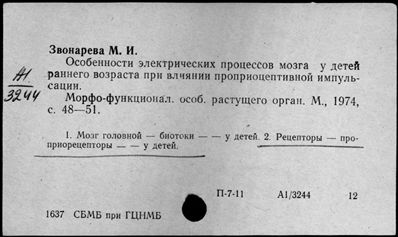 Звонарева М. И.
Особенности электрических процессов мозга у детей
раннего возраста при влиянии проприоцептивной импуль-
сации.
А1
3244
Морфо-функционал. особ. растущего орган. М., 1974,
с. 48—51.
1. Мозг головной — биотоки — — у детей. 2. Рецепторы — про-
приорецепторы — — у детей.
П-7-11 А1/3244 12
1637 СБМБ при ГЦНМБ